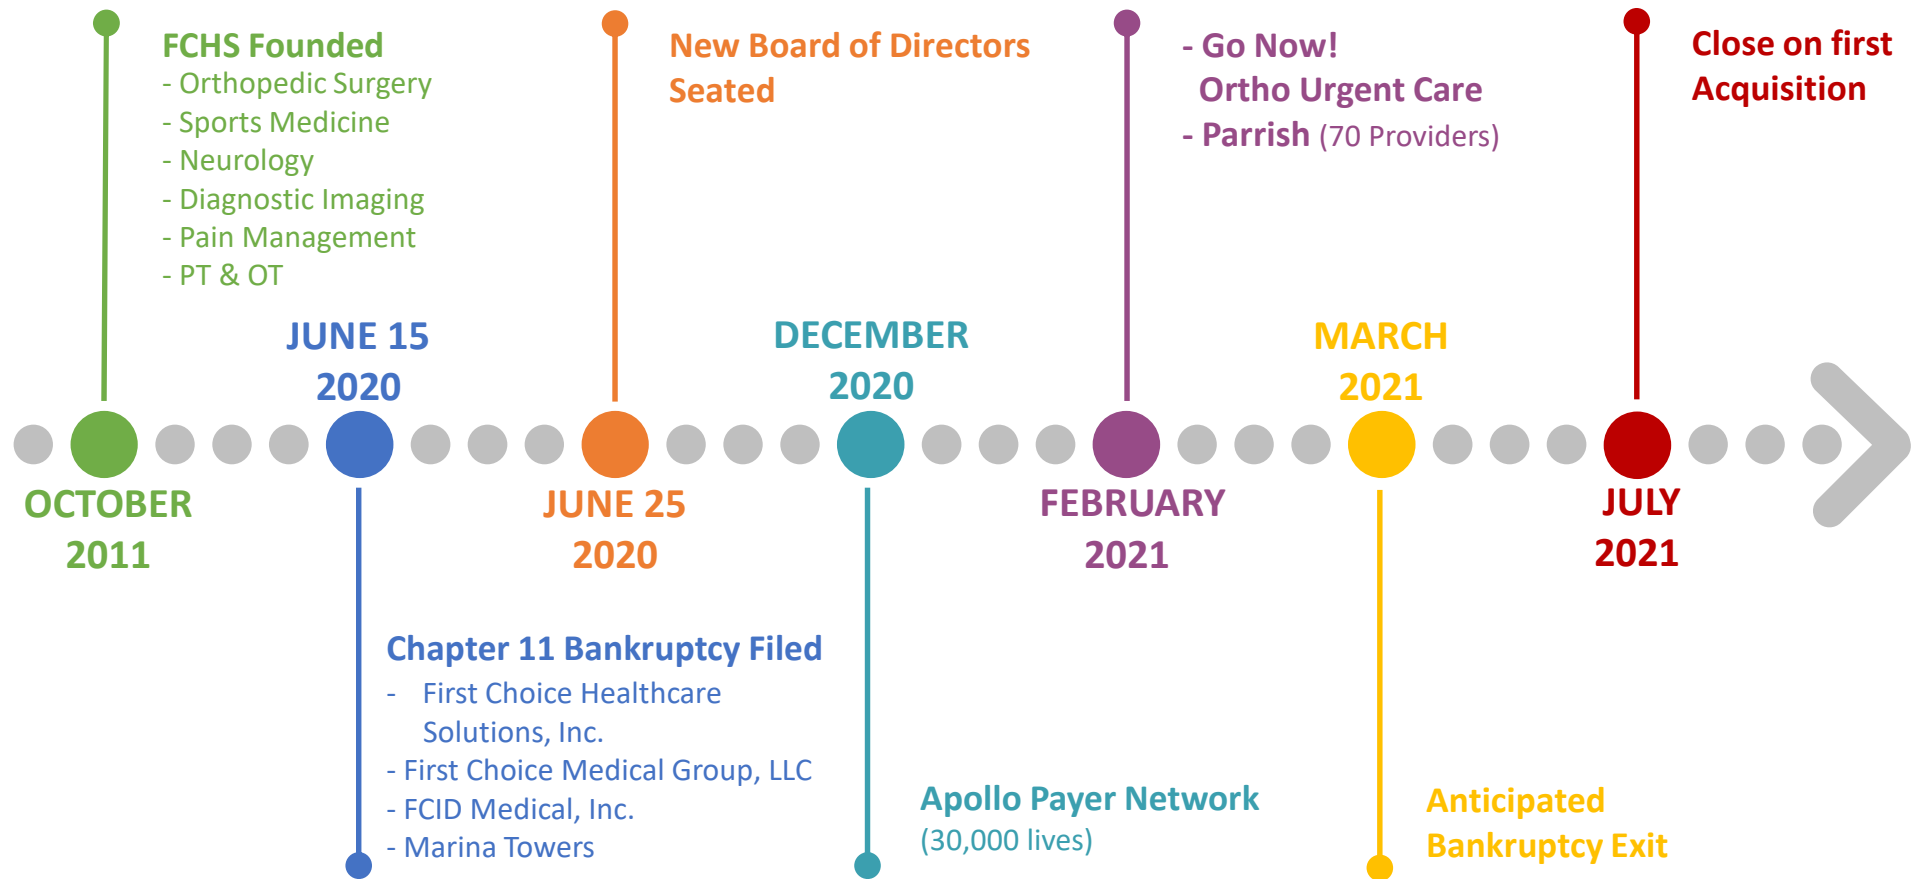 FCHS Founded
- Orthopedic Surgery
- Sports Medicine
- Neurology
- Diagnostic Imaging
- Pain Management
- PT & OT
OCTOBER
2011
JUNE 15
2020
Chapter 11 Bankruptcy Filed
- First Choice Healthcare
Solutions, Inc.
- First Choice Medical Group, LLC
- FCID Medical, Inc.
- Marina Towers
New Board of Directors
Seated
JUNE 25
2020
DECEMBER
2020
Apollo Payer Network
(30,000 lives)
- Go Now!
Ortho Urgent Care
- Parrish (70 Providers)
FEBRUARY
2021
MARCH
2021
Anticipated
Bankruptcy Exit
Close on first
Acquisition
JULY
2021